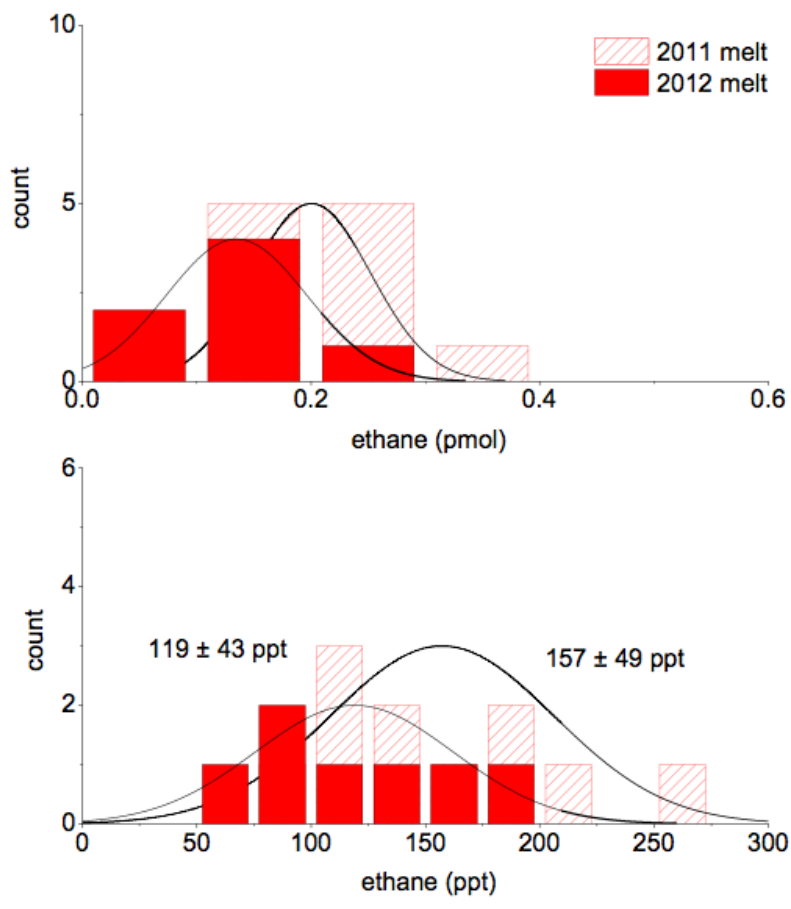 10
2011 melt
2012 melt
count
5
0
0.0
0.2
0.4
0.6
ethane (pmol)
6
4
count
119 ± 43 ppt
157 ± 49 ppt
2
0
0
50
100
150
200
250
300
ethane (ppt)